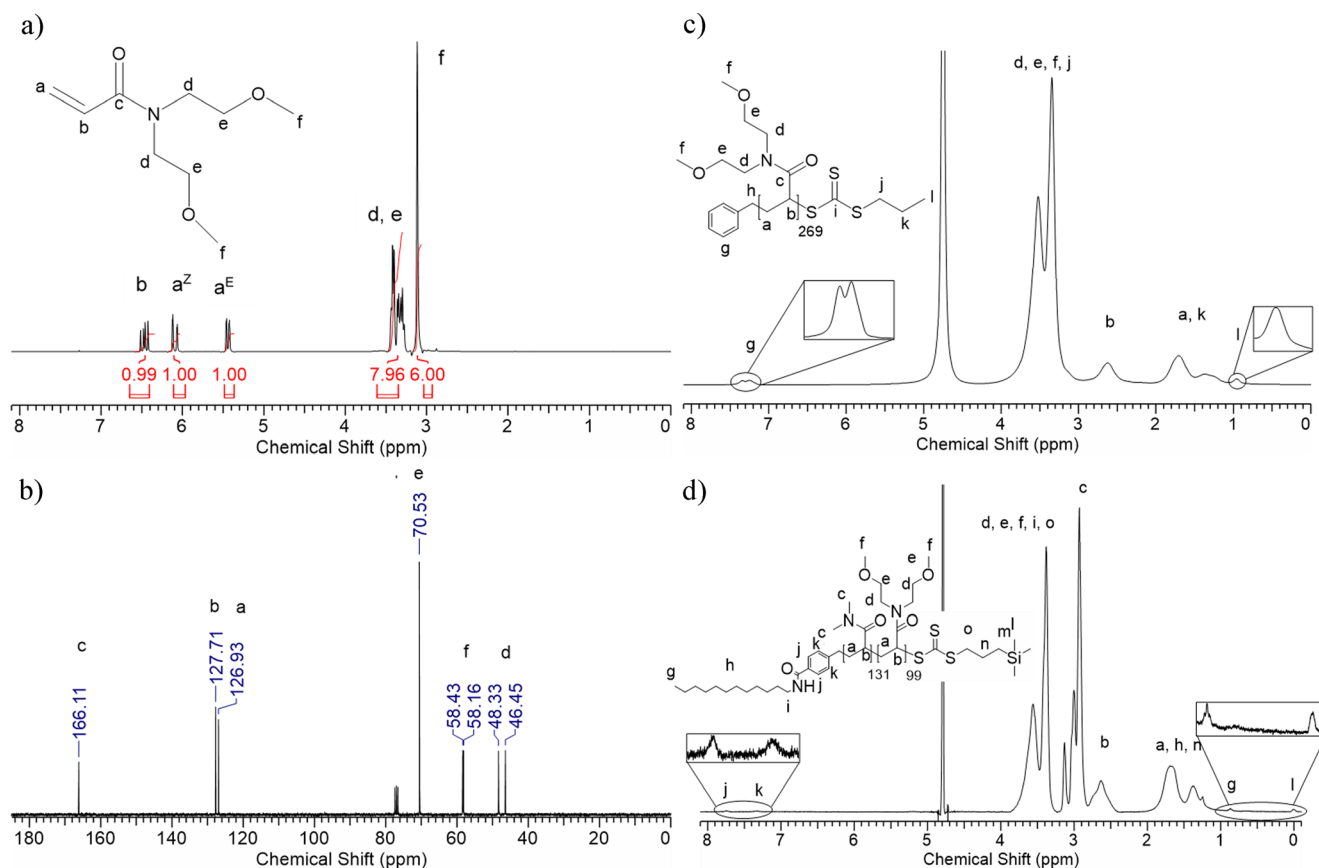 a)
O
a
b
c
N
d
e
O
f
d
e
O
f
f
d, e
b
a^Z
a^E
0.99 1.00 1.00 7.96 6.00
8 6 4 2 0
Chemical Shift (ppm)
b)
c
166.11
b a
127.71
126.93
e
70.53
f
58.43
58.16
d
48.33
46.45
180 160 140 120 100 80 60 40 20 0
Chemical Shift (ppm)
c)
f
O
e
d
f
O
e
d
N
O
c
h
a
b
269
S
S
i
S
j
k
l
g
d, e, f, j
g
b
a, k
l
8 7 6 5 4 3 2 1 0
Chemical Shift (ppm)
d)
c
d, e, f, i, o
f
f
O
O
e
e
d
d
c
N
N
c
O
O
a
b
131
a
b
99
S
S
S
o
n
m
l
Si
j
k
k
j
O
NH
i
h
g
j k
b
a, h, n
g
l
8 7 6 5 4 3 2 1 0
Chemical Shift (ppm)